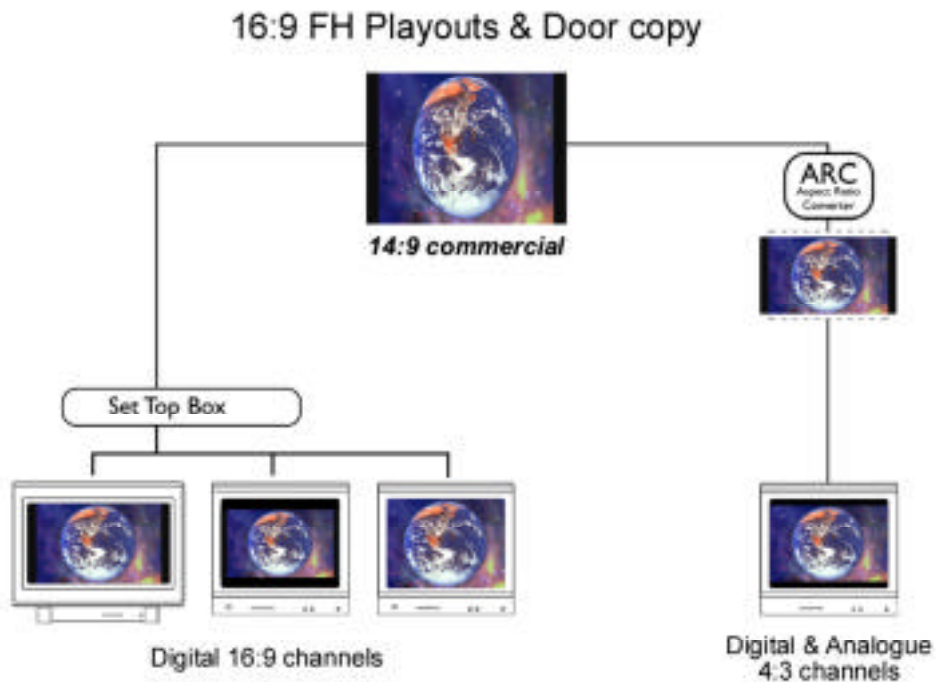 16:9 FH Playouts & Door copy
ARC
Aspect Ratio
Converter
14:9 commercial
Set Top Box
Digital 16:9 channels
Digital & Analogue
4:3 channels